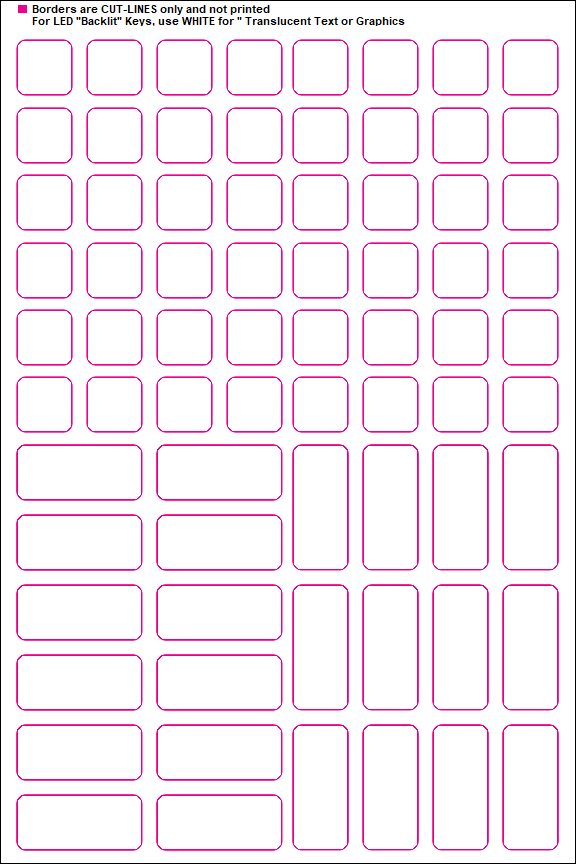 Borders are CUT-LINES only and not printed
For LED "Backlit" Keys, use WHITE for " Translucent Text or Graphics